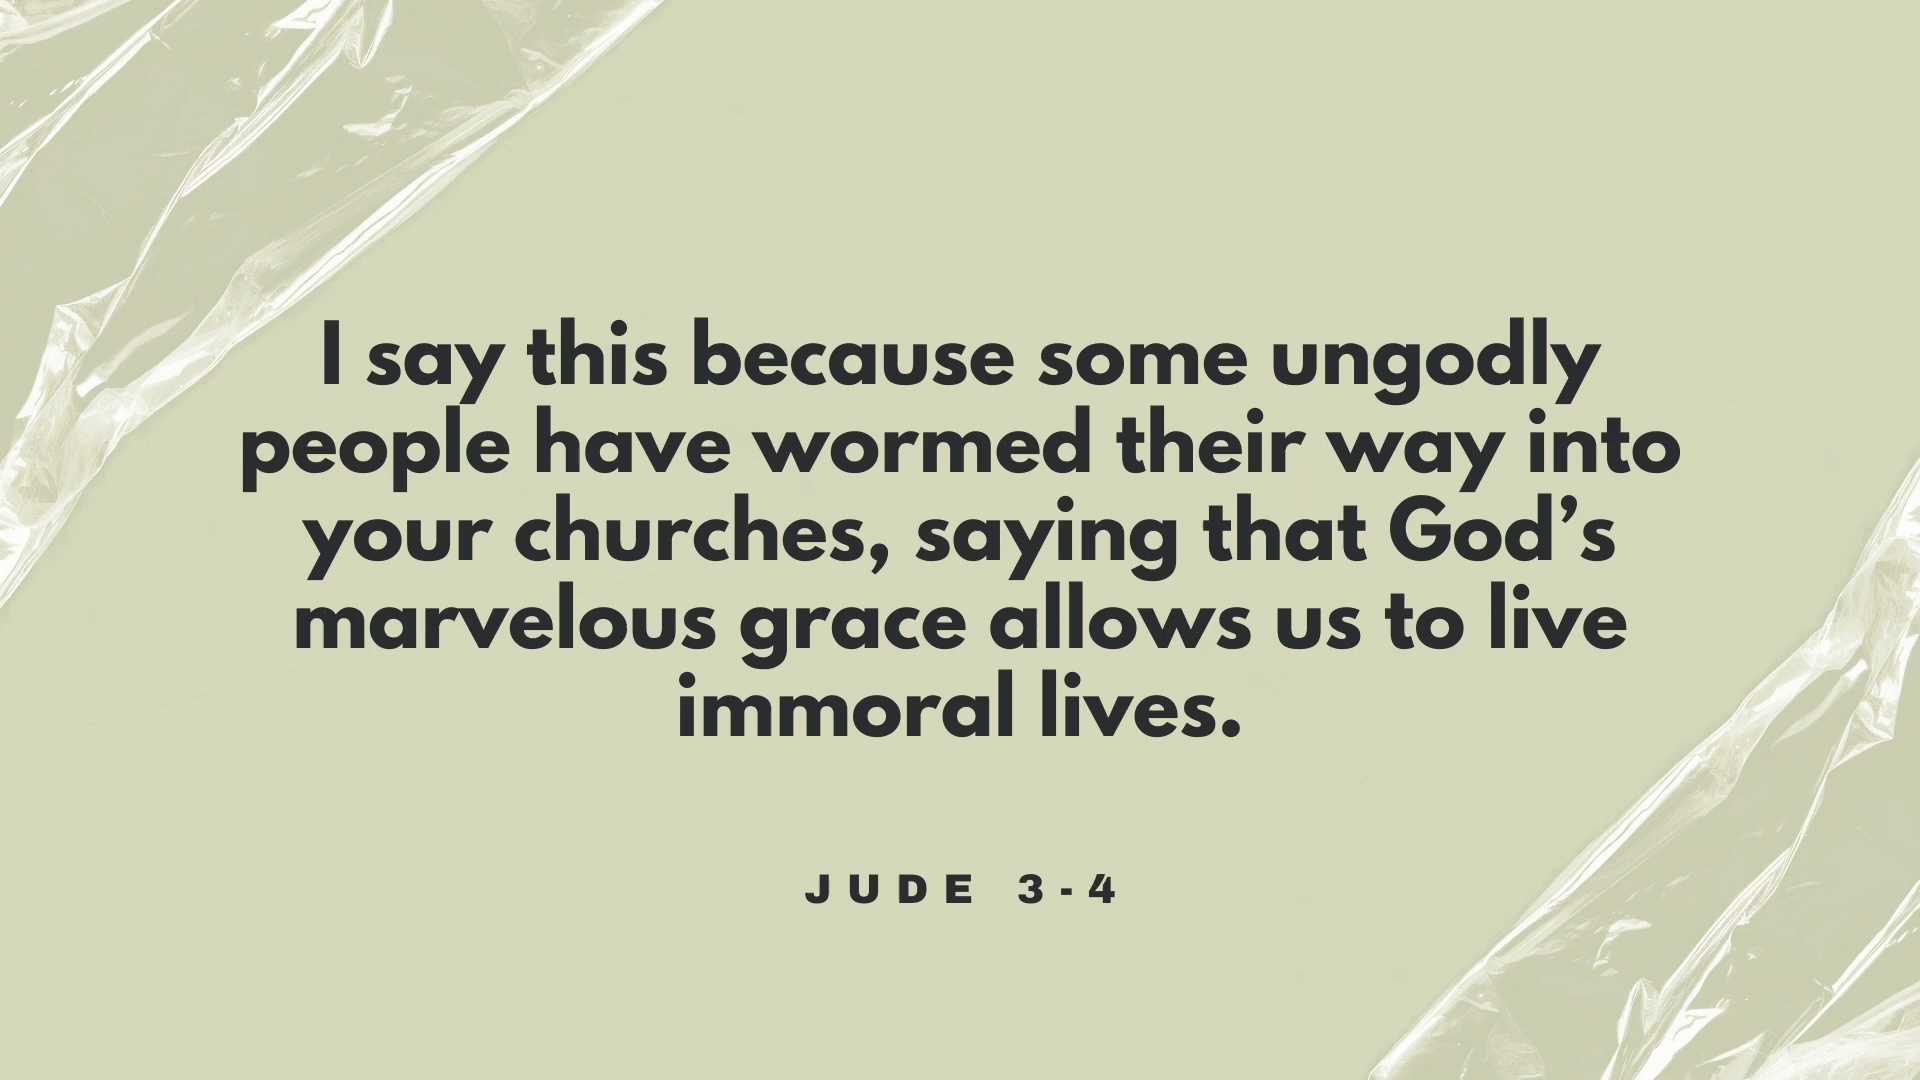 I say this because some ungodly
people have wormed their way into
your churches, saying that God’s
marvelous grace allows us to live
immoral lives.
JUDE 3-4